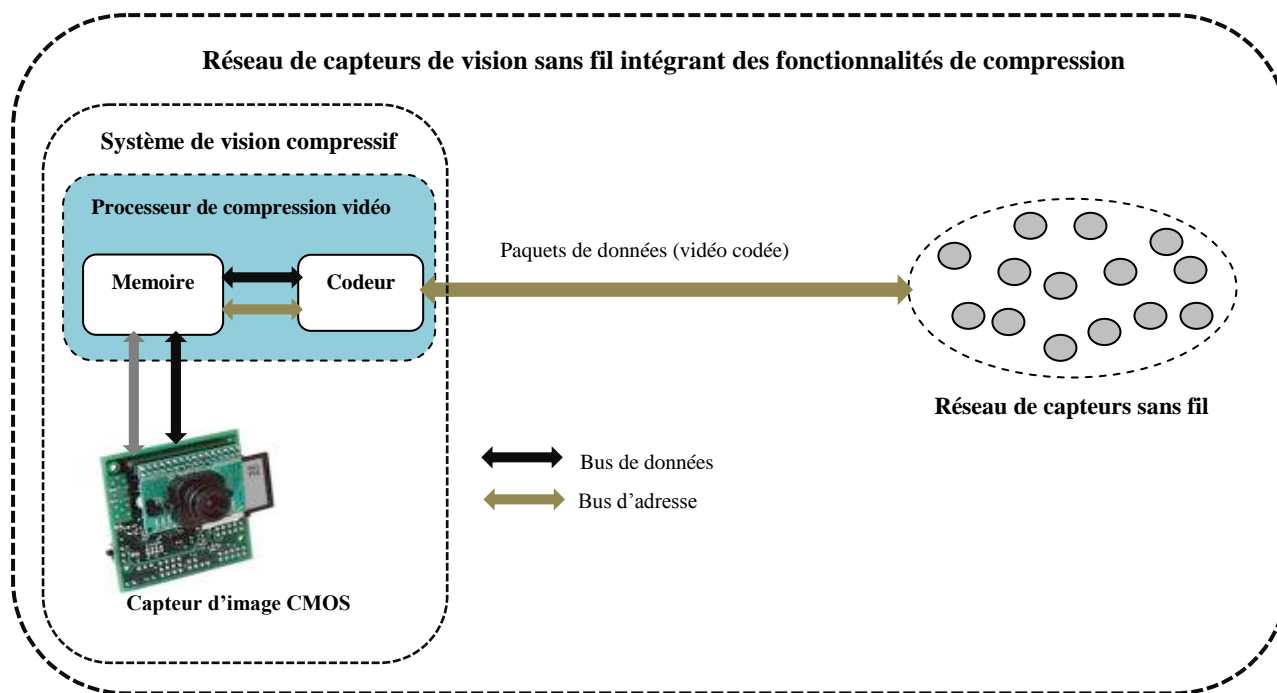 Réseau de capteurs de vision sans fil intégrant des fonctionnalités de compression
Système de vision compressif
Processeur de compression vidéo
Memoire
Codeur
Paquets de données (vidéo codée)
Réseau de capteurs sans fil
Bus de données
Bus d’adresse
Capteur d’image CMOS